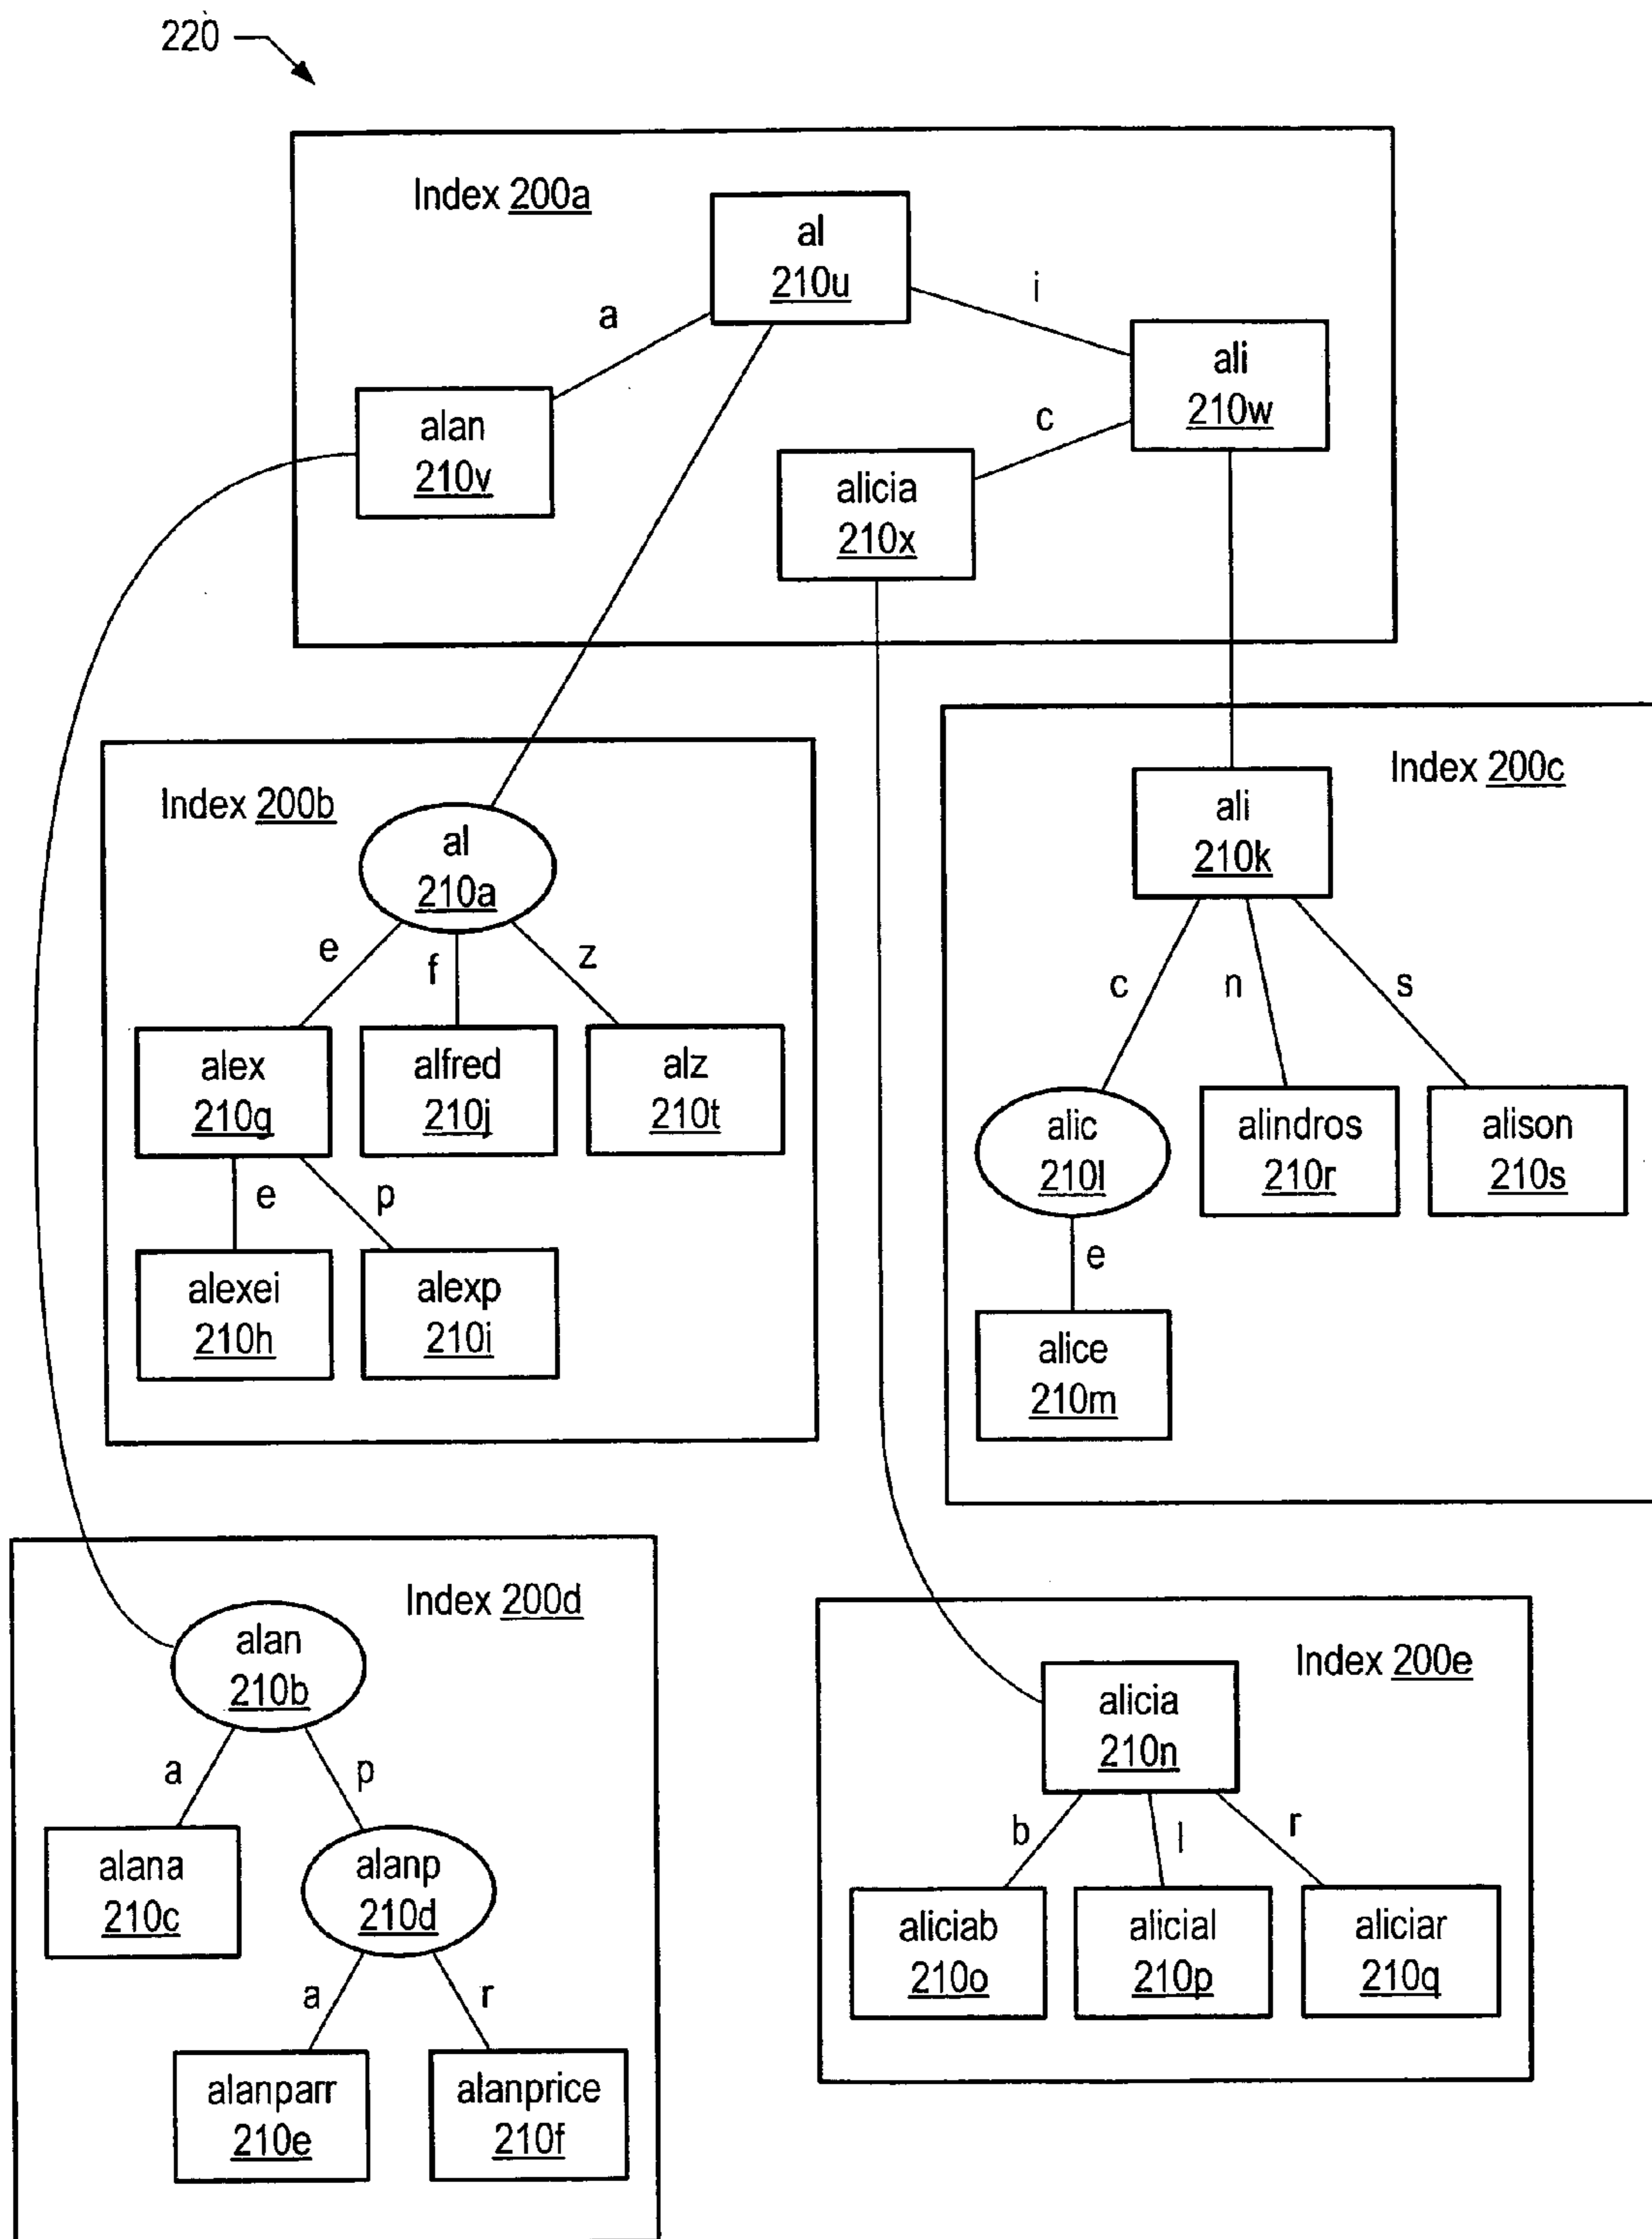 220
Index 200a
al
210u
a
i
ali
210w
alan
210v
c
alicia
210x
Index 200b
al
210a
e
f
z
alex
210g
alfred
210j
alz
210t
e
p
alexei
210h
alexp
210i
Index 200c
ali
210k
c
n
s
alic
210l
alindros
210r
alison
210s
e
alice
210m
Index 200d
alan
210b
a
p
alana
210c
alanp
210d
a
r
alanparr
210e
alanprice
210f
Index 200e
alicia
210n
b
l
r
aliciab
210o
alicial
210p
aliciar
210q